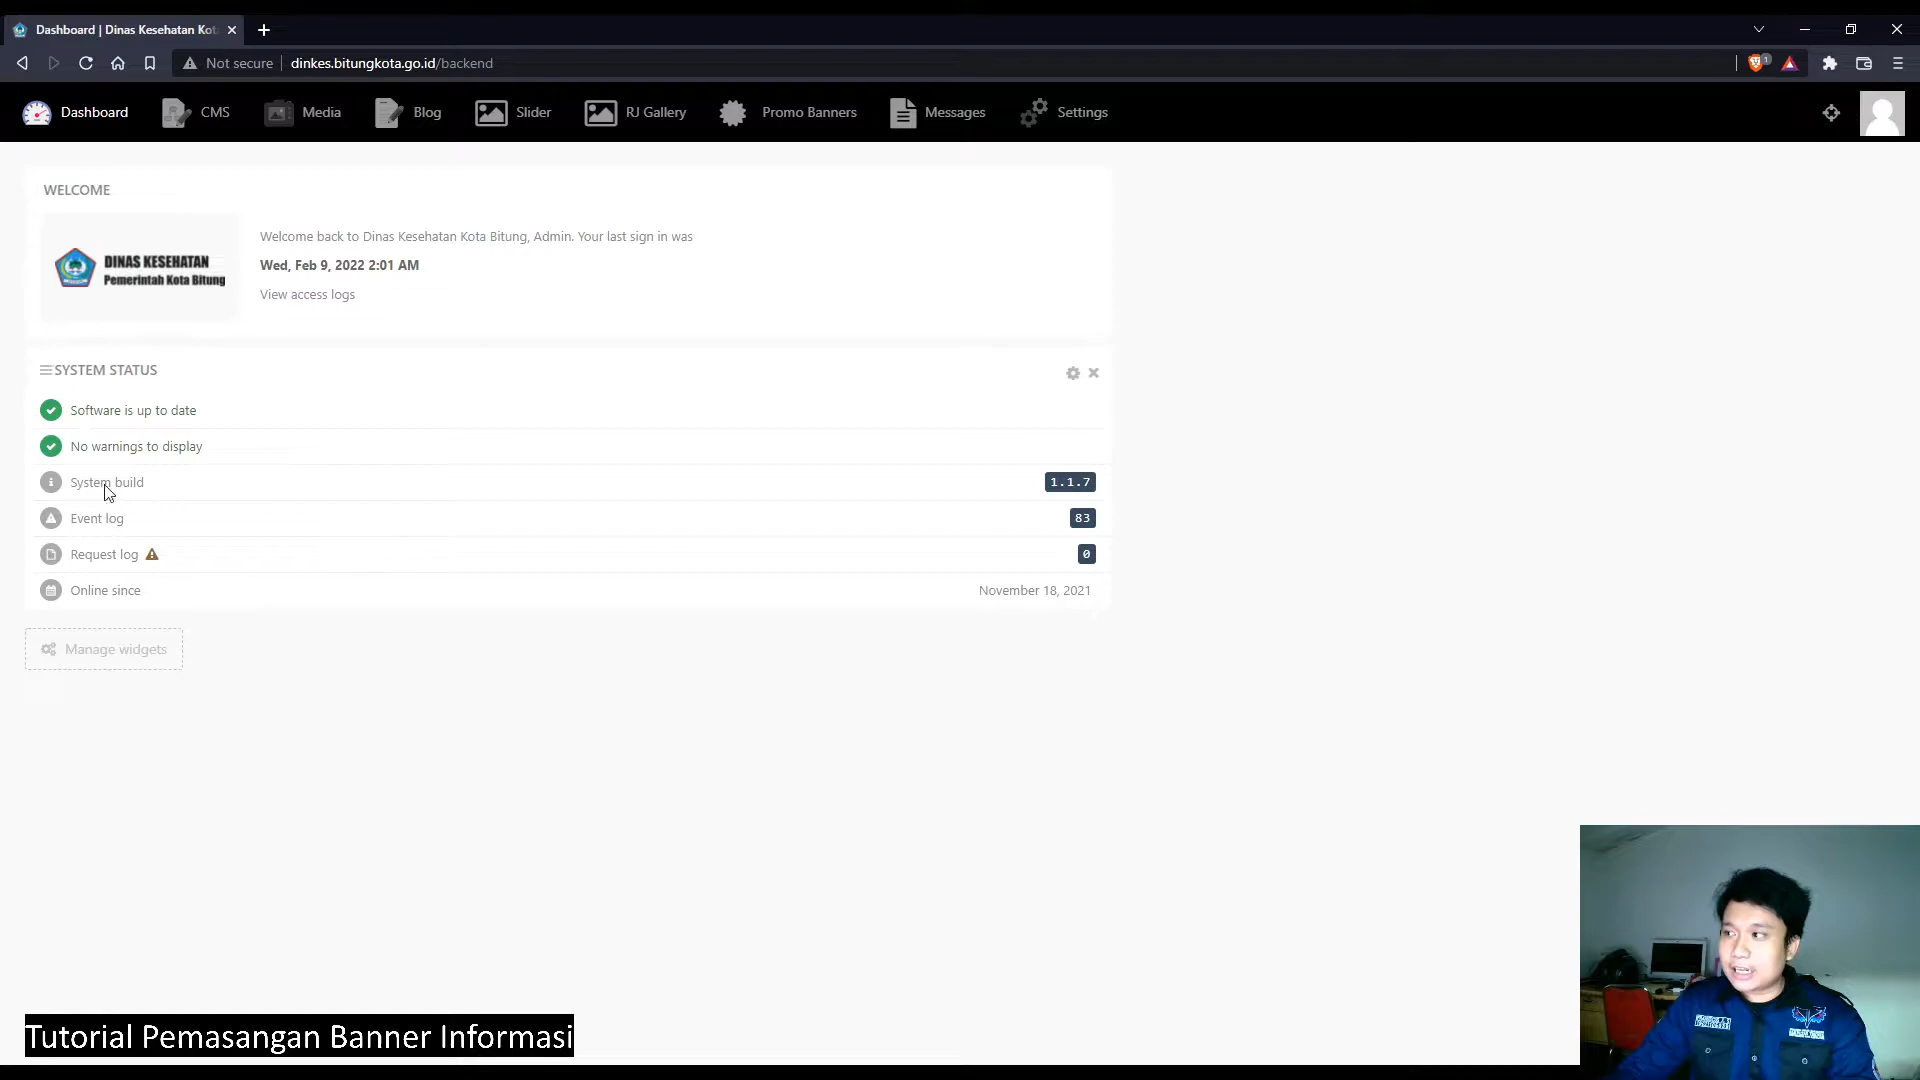 Dashboard | Dinas Kesehatan Kot
Not secure
dinkes.bitungkota.go.id/backend
1
Dashboard
CMS
Media
Blog
Slider
RJ Gallery
Promo Banners
Messages
Settings
WELCOME
DINAS KESEHATAN
Pemerintah Kota Bitung
Welcome back to Dinas Kesehatan Kota Bitung, Admin. Your last sign in was
Wed, Feb 9, 2022 2:01 AM
View access logs
SYSTEM STATUS
Software is up to date
No warnings to display
System build 1.1.7
Event log 83
Request log 0
Online since November 18, 2021
Manage widgets
Tutorial Pemasangan Banner Informasi